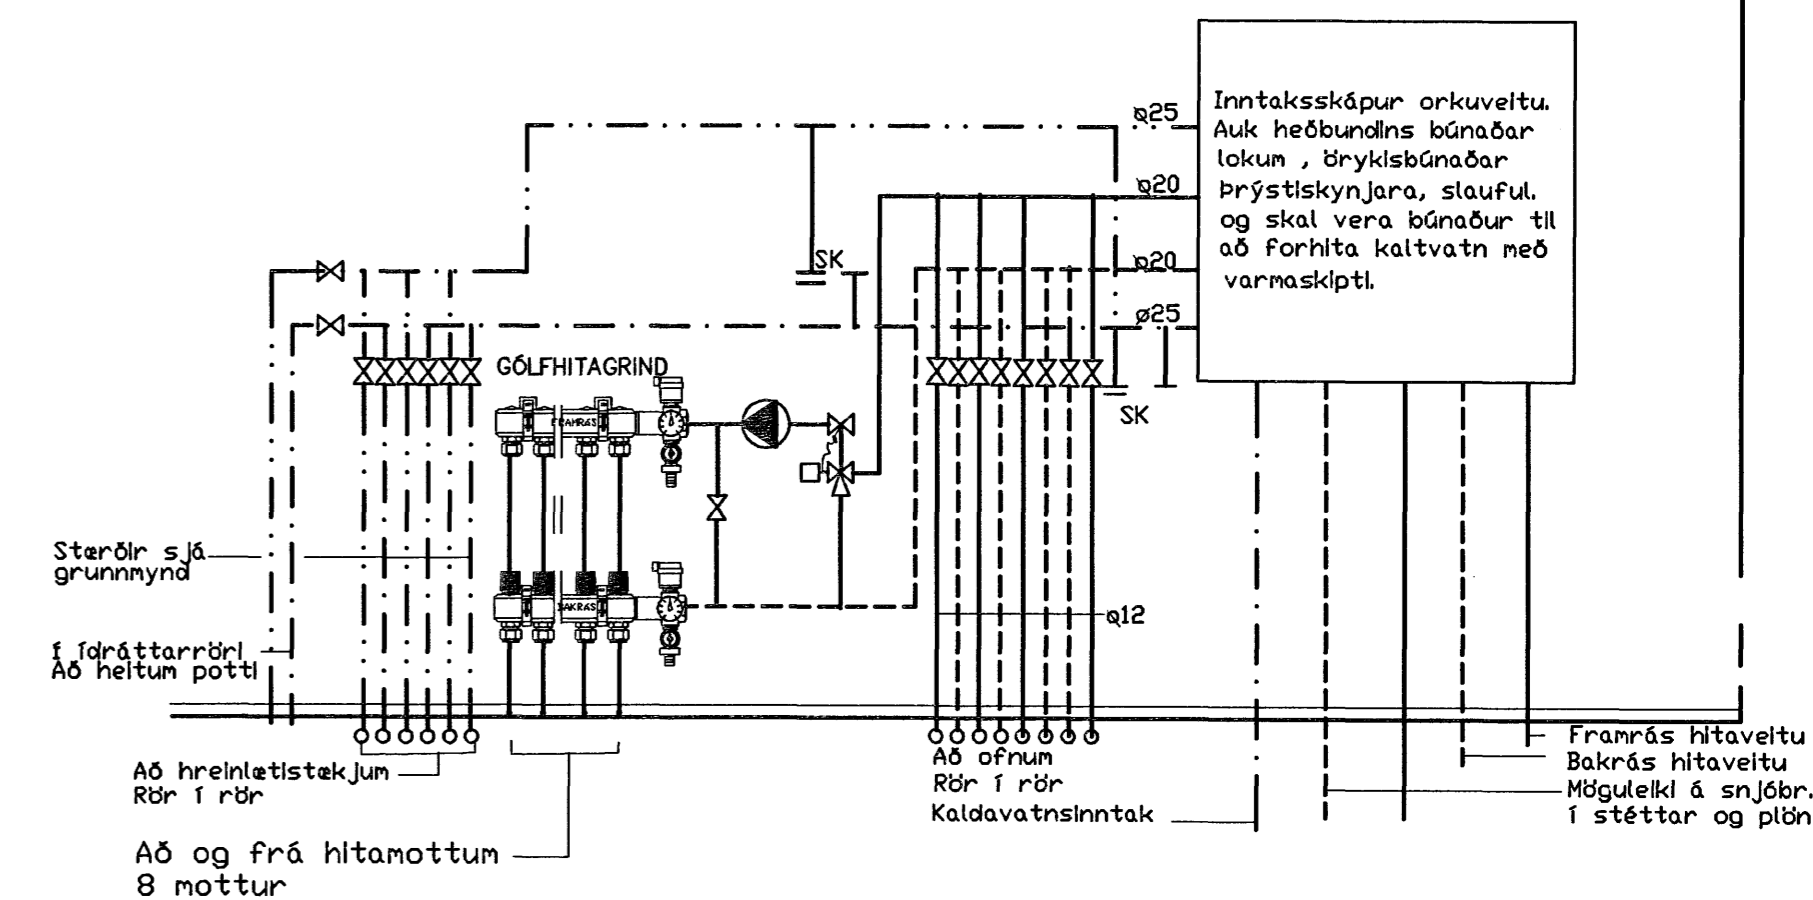 Inntaksskápur orkuveitu.
Auk heðbundins búnaðar
lokum , örykisbúnaðar
Þrýstiskynjara, slauful.
og skal vera búnaður til
að forhita kaltvatn með
varmaskipti.
ø25
ø20
ø20
ø25
SK
SK
GÓLFHITAGRIND
FRAMRÁS
BAKRÁS
Stærðir sjá
grunnmynd
ø12
Í ídráttarröri
Að heitum potti
Að hreinlætistækjum
Rör í rör
Að og frá hitamottum
8 mottur
Að ofnum
Rör í rör
Kaldavatnsinntak
Framrás hitaveitu
Bakrás hitaveitu
Möguleiki á snjóbr.
í stéttar og plön